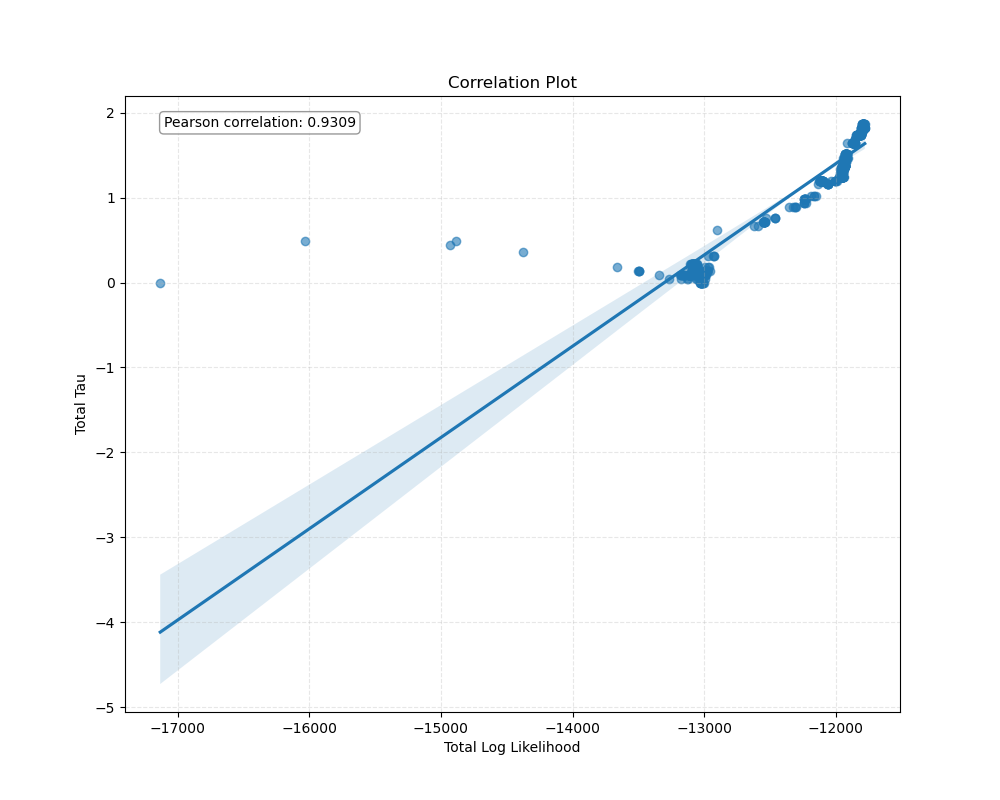 Correlation Plot
Pearson correlation: 0.9309
2
1
0
−1
−2
−3
−4
−5
Total Tau
−17000 −16000 −15000 −14000 −13000 −12000
Total Log Likelihood